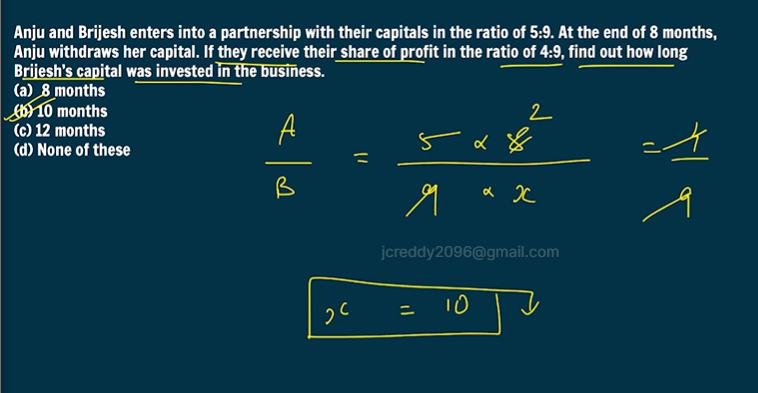 Anju and Brijesh enters into a partnership with their capitals in the ratio of 5:9. At the end of 8 months,
Anju withdraws her capital. If they receive their share of profit in the ratio of 4:9, find out how long
Brijesh's capital was invested in the business.
(a) 8 months
(b) 10 months
(c) 12 months
(d) None of these
A/B = 5 × 8 2 / 9 × x = 4/9
jcreddy2096@gmail.com
x = 10